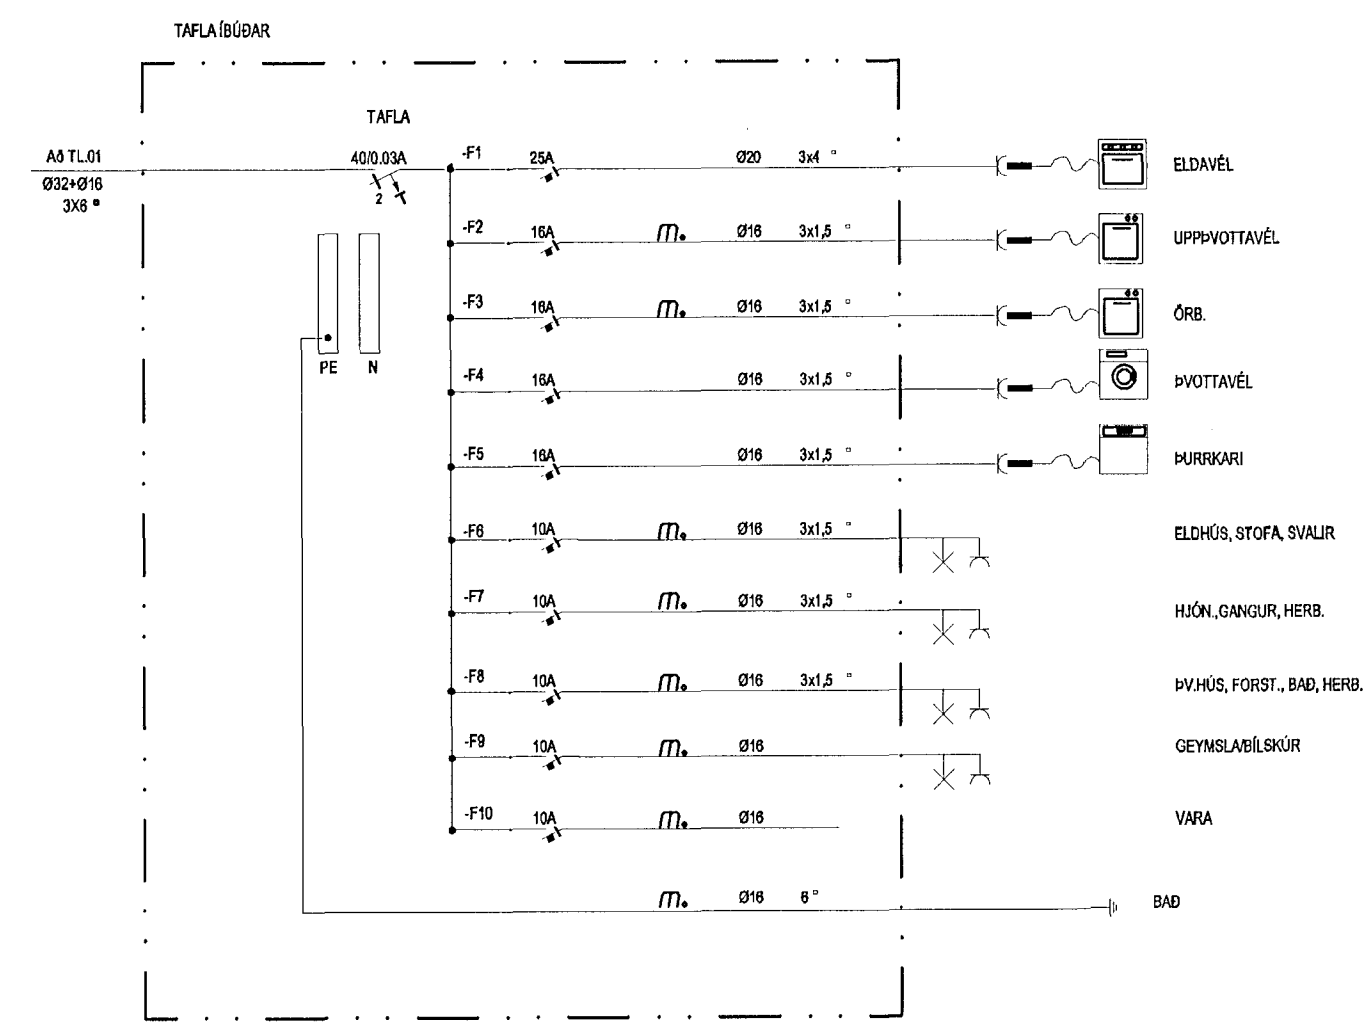 TAFLA ÍBÚÐAR
TAFLA
Að TL.01
Ø32+Ø16
3X6 ▫
40/0.03A
2
PE
N
-F1 25A Ø20 3x4 ▫ ELDAVÉL
-F2 16A m. Ø16 3x1,5 ▫ UPPÞVOTTAVÉL
-F3 16A m. Ø16 3x1,5 ▫ ÖRB.
-F4 16A Ø16 3x1,5 ▫ ÞVOTTAVÉL
-F5 16A Ø16 3x1,5 ▫ ÞURRKARI
-F6 10A m. Ø16 3x1,5 ▫ ELDHÚS, STOFA, SVALIR
-F7 10A m. Ø16 3x1,5 ▫ HJÓN.,GANGUR, HERB.
-F8 10A m. Ø16 3x1,5 ▫ ÞV.HÚS, FORST., BAÐ, HERB.
-F9 10A m. Ø16 GEYMSLA/BÍLSKÚR
-F10 10A m. Ø16 VARA
m. Ø16 6 ▫ BAÐ